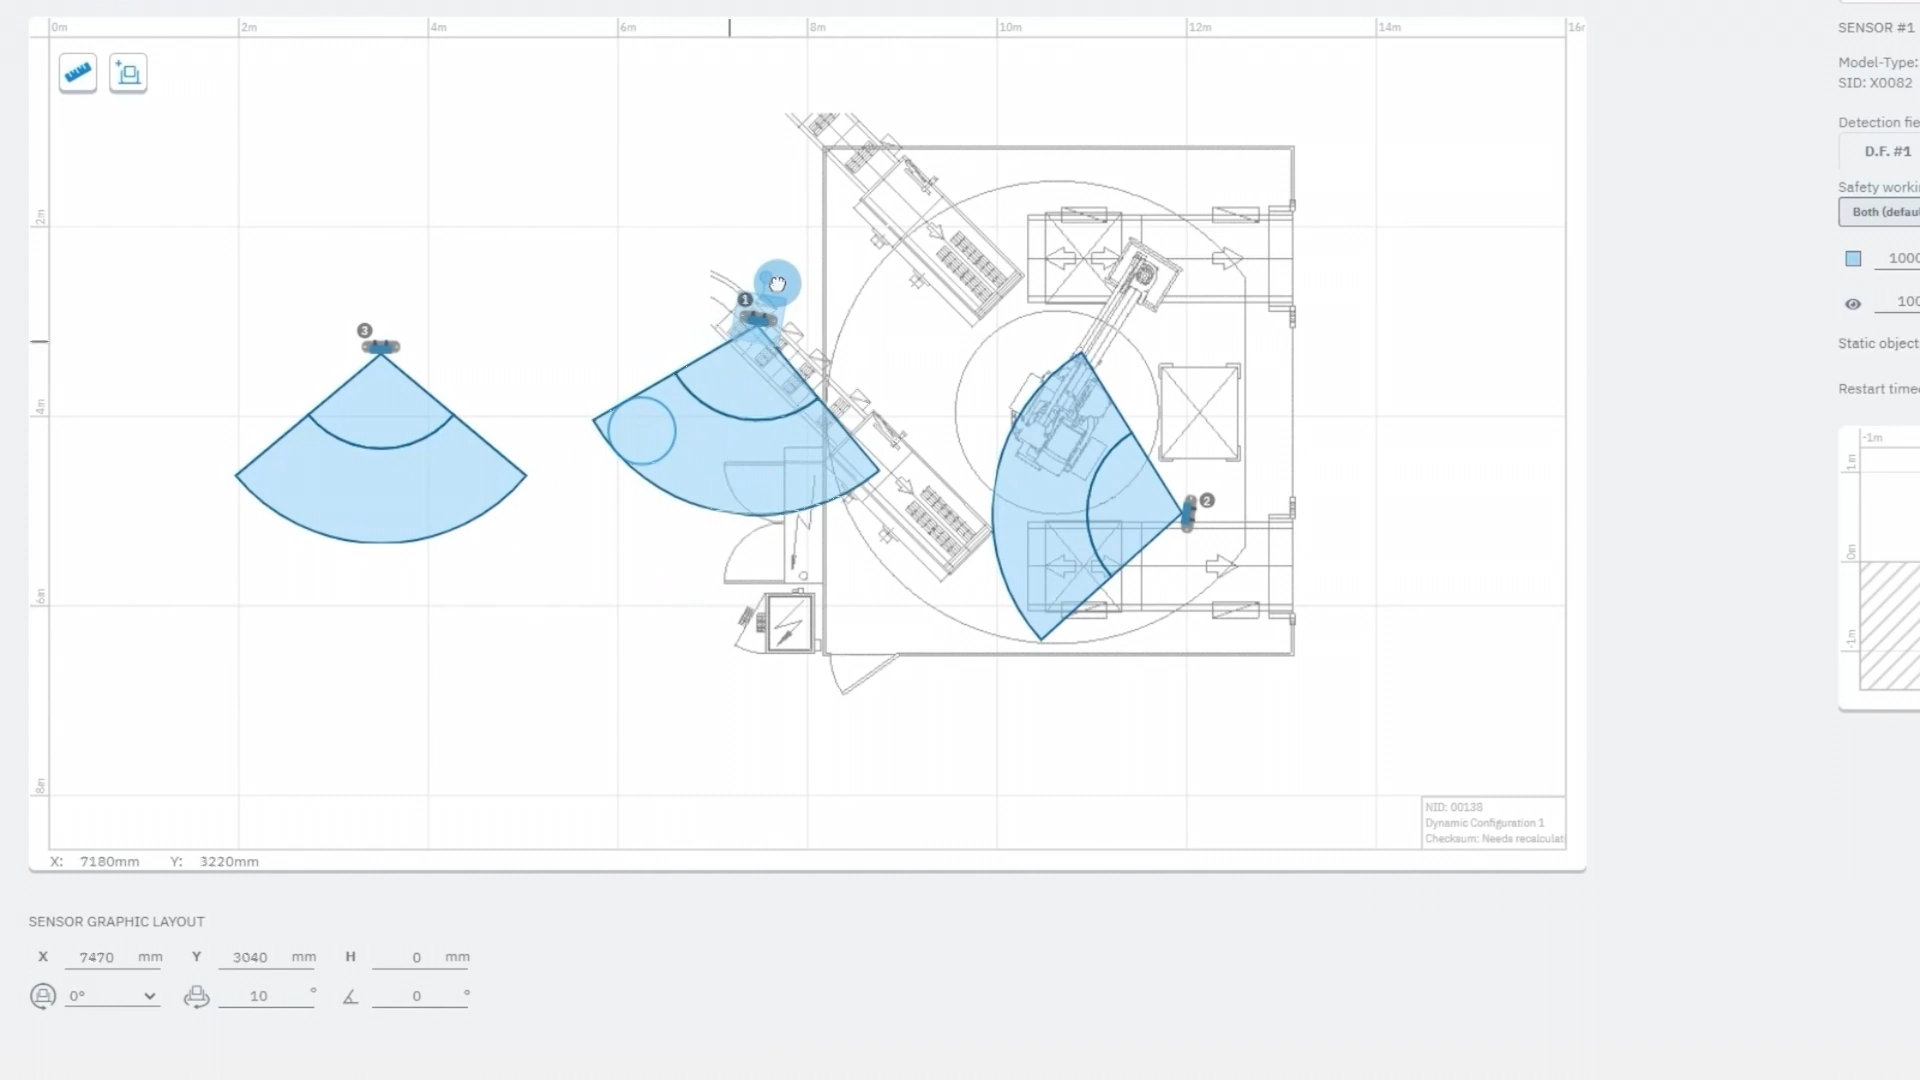 0m 2m 4m 6m 8m 10m 12m 14m 16m
2m
4m
6m
8m
1
2
3
NID: 00138
Dynamic Configuration 1
Checksum: Needs recalculat
X: 7180mm Y: 3220mm
SENSOR GRAPHIC LAYOUT
X 7470 mm Y 3040 mm H 0 mm
0° 10 ° 0 °
SENSOR #1
Model-Type:
SID: X0082
Detection fie
D.F. #1
Safety workin
Both (defau
1000
100
Static object
Restart time
-1m
1m
0m
-1m